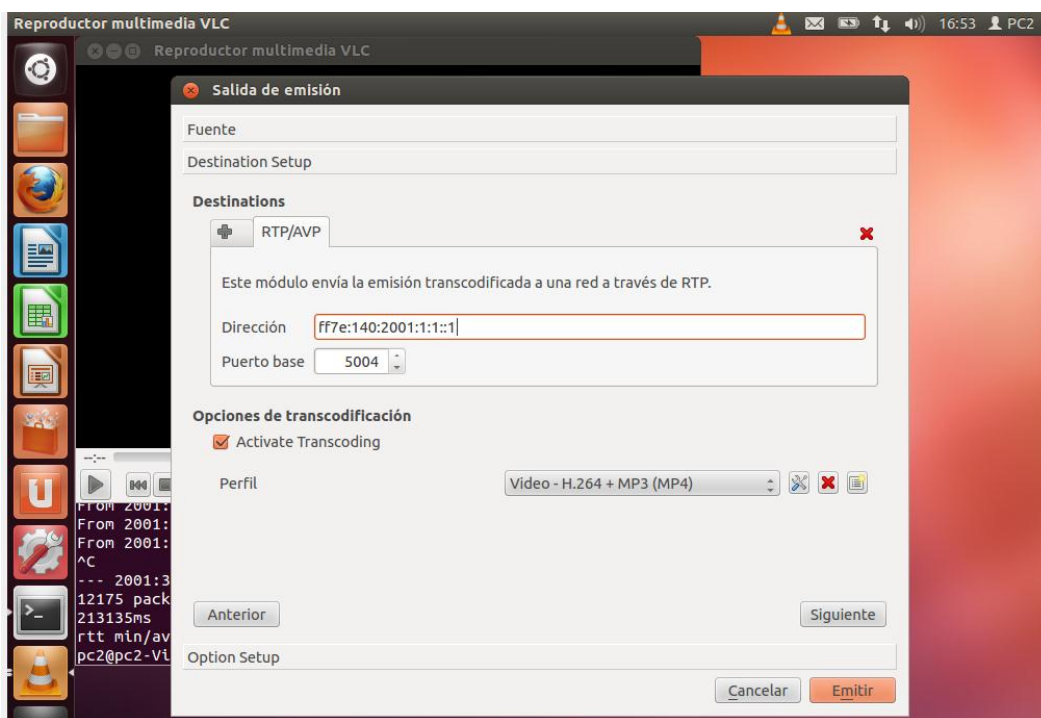 Reproductor multimedia VLC 16:53 PC2
Reproductor multimedia VLC
Salida de emisión
Fuente
Destination Setup
Destinations
RTP/AVP
Este módulo envía la emisión transcodificada a una red a través de RTP.
Dirección ff7e:140:2001:1:1::1
Puerto base 5004
Opciones de transcodificación
Activate Transcoding
--:--
Perfil Video - H.264 + MP3 (MP4)
From 2001:
From 2001:
From 2001:
^C
--- 2001:3
12175 pack
213135ms
rtt min/av
pc2@pc2-Vi
Anterior Siguiente
Option Setup
Cancelar Emitir